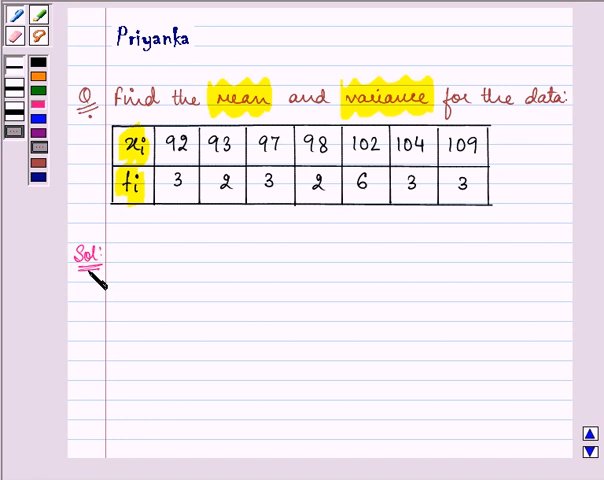 Priyanka
Q. Find the mean and variance for the data:
xi 92 93 97 98 102 104 109
fi 3 2 3 2 6 3 3
Sol: